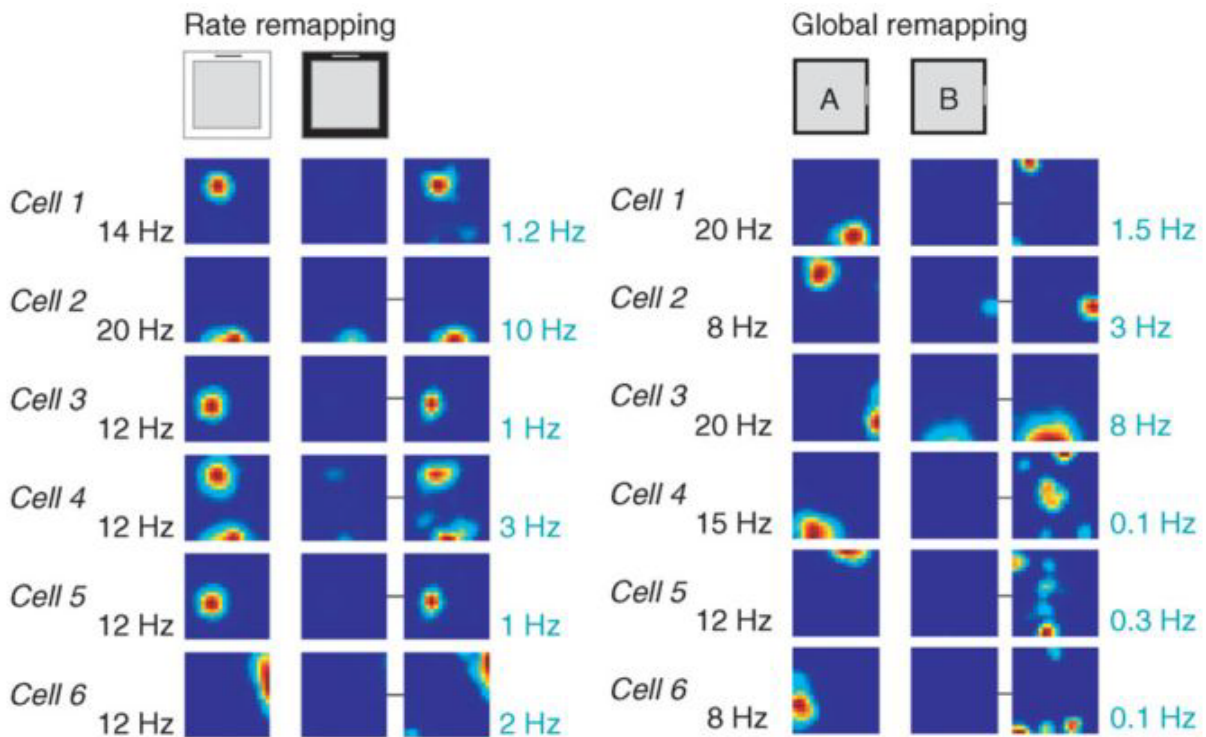 Rate remapping
Cell 1
14 Hz
1.2 Hz
Cell 2
20 Hz
10 Hz
Cell 3
12 Hz
1 Hz
Cell 4
12 Hz
3 Hz
Cell 5
12 Hz
1 Hz
Cell 6
12 Hz
2 Hz
Global remapping
A B
Cell 1
20 Hz
1.5 Hz
Cell 2
8 Hz
3 Hz
Cell 3
20 Hz
8 Hz
Cell 4
15 Hz
0.1 Hz
Cell 5
12 Hz
0.3 Hz
Cell 6
8 Hz
0.1 Hz